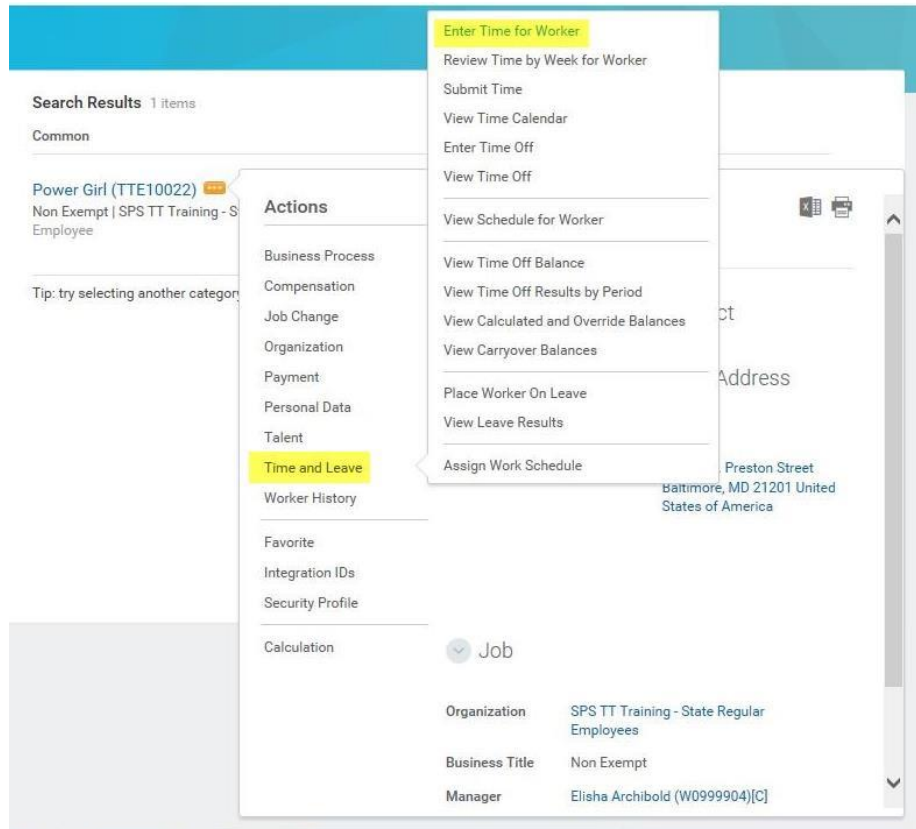 Enter Time for Worker
Review Time by Week for Worker
Submit Time
View Time Calendar
Enter Time Off
View Time Off
View Schedule for Worker
View Time Off Balance
View Time Off Results by Period
View Calculated and Override Balances
View Carryover Balances
Place Worker On Leave
View Leave Results
Assign Work Schedule
Search Results 1 items
Common
Power Girl (TTE10022)
Non Exempt | SPS TT Training - S
Employee
Tip: try selecting another category
Actions
Business Process
Compensation
Job Change
Organization
Payment
Personal Data
Talent
Time and Leave
Worker History
Favorite
Integration IDs
Security Profile
Calculation
ct
Address
Preston Street
Baltimore, MD 21201 United
States of America
Job
Organization SPS TT Training - State Regular
Employees
Business Title Non Exempt
Manager Elisha Archibold (W0999904)[C]